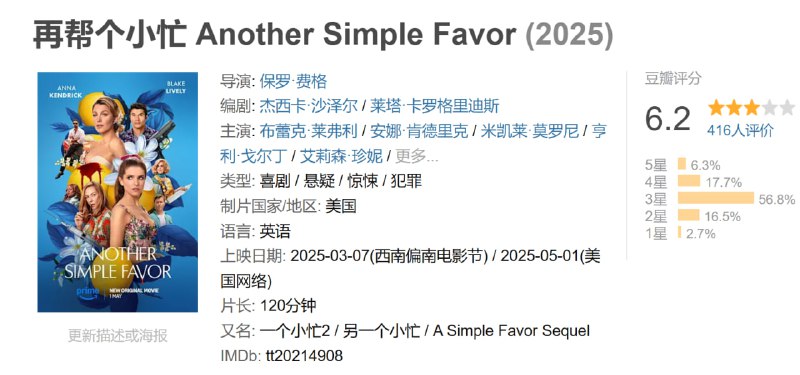 再帮个小忙 Another Simple Favor (2025)
ANNA
KENDRICK
BLAKE
LIVELY
ANOTHER
SIMPLE FAVOR
prime
NEW ORIGINAL MOVIE
1 MAY
更新描述或海报
导演: 保罗·费格
编剧: 杰西卡·沙泽尔 / 莱塔·卡罗格里迪斯
主演: 布蕾克·莱弗利 / 安娜·肯德里克 / 米凯莱·莫罗尼 / 亨
利·戈尔丁 / 艾莉森·珍妮 / 更多...
类型: 喜剧 / 悬疑 / 惊悚 / 犯罪
制片国家/地区: 美国
语言: 英语
上映日期: 2025-03-07(西南偏南电影节) / 2025-05-01(美
国网络)
片长: 120分钟
又名: 一个小忙2 / 另一个小忙 / A Simple Favor Sequel
IMDb: tt20214908
豆瓣评分
6.2
416人评价
5星 6.3%
4星 17.7%
3星 56.8%
2星 16.5%
1星 2.7%